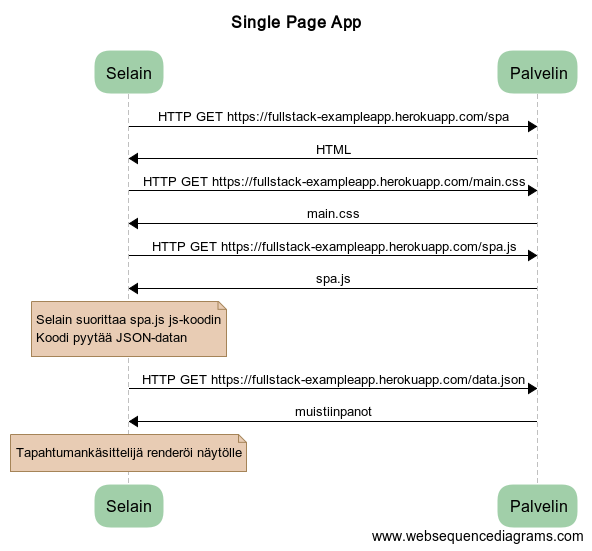 Single Page App
Selain
Palvelin
HTTP GET https://fullstack-exampleapp.herokuapp.com/spa
HTML
HTTP GET https://fullstack-exampleapp.herokuapp.com/main.css
main.css
HTTP GET https://fullstack-exampleapp.herokuapp.com/spa.js
spa.js
Selain suorittaa spa.js js-koodin
Koodi pyytää JSON-datan
HTTP GET https://fullstack-exampleapp.herokuapp.com/data.json
muistiinpanot
Tapahtumankäsittelijä renderöi näytölle
Selain
Palvelin
www.websequencediagrams.com